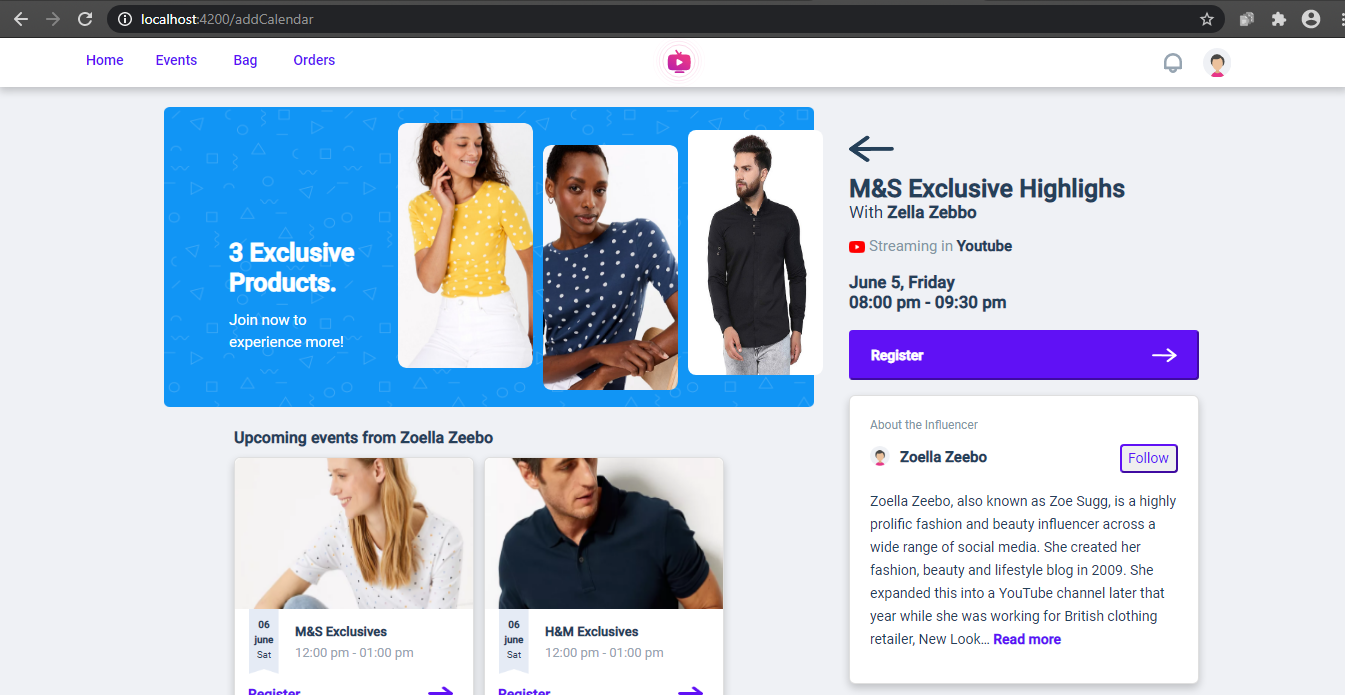 localhost:4200/addCalendar
Home Events Bag Orders
3 Exclusive
Products.
Join now to
experience more!
M&S Exclusive Highlighs
With Zella Zebbo
Streaming in Youtube
June 5, Friday
08:00 pm - 09:30 pm
Register
About the Influencer
Zoella Zeebo
Follow
Zoella Zeebo, also known as Zoe Sugg, is a highly
prolific fashion and beauty influencer across a
wide range of social media. She created her
fashion, beauty and lifestyle blog in 2009. She
expanded this into a YouTube channel later that
year while she was working for British clothing
retailer, New Look... Read more
Upcoming events from Zoella Zeebo
06
june
Sat
M&S Exclusives
12:00 pm - 01:00 pm
Register
06
june
Sat
H&M Exclusives
12:00 pm - 01:00 pm
Register